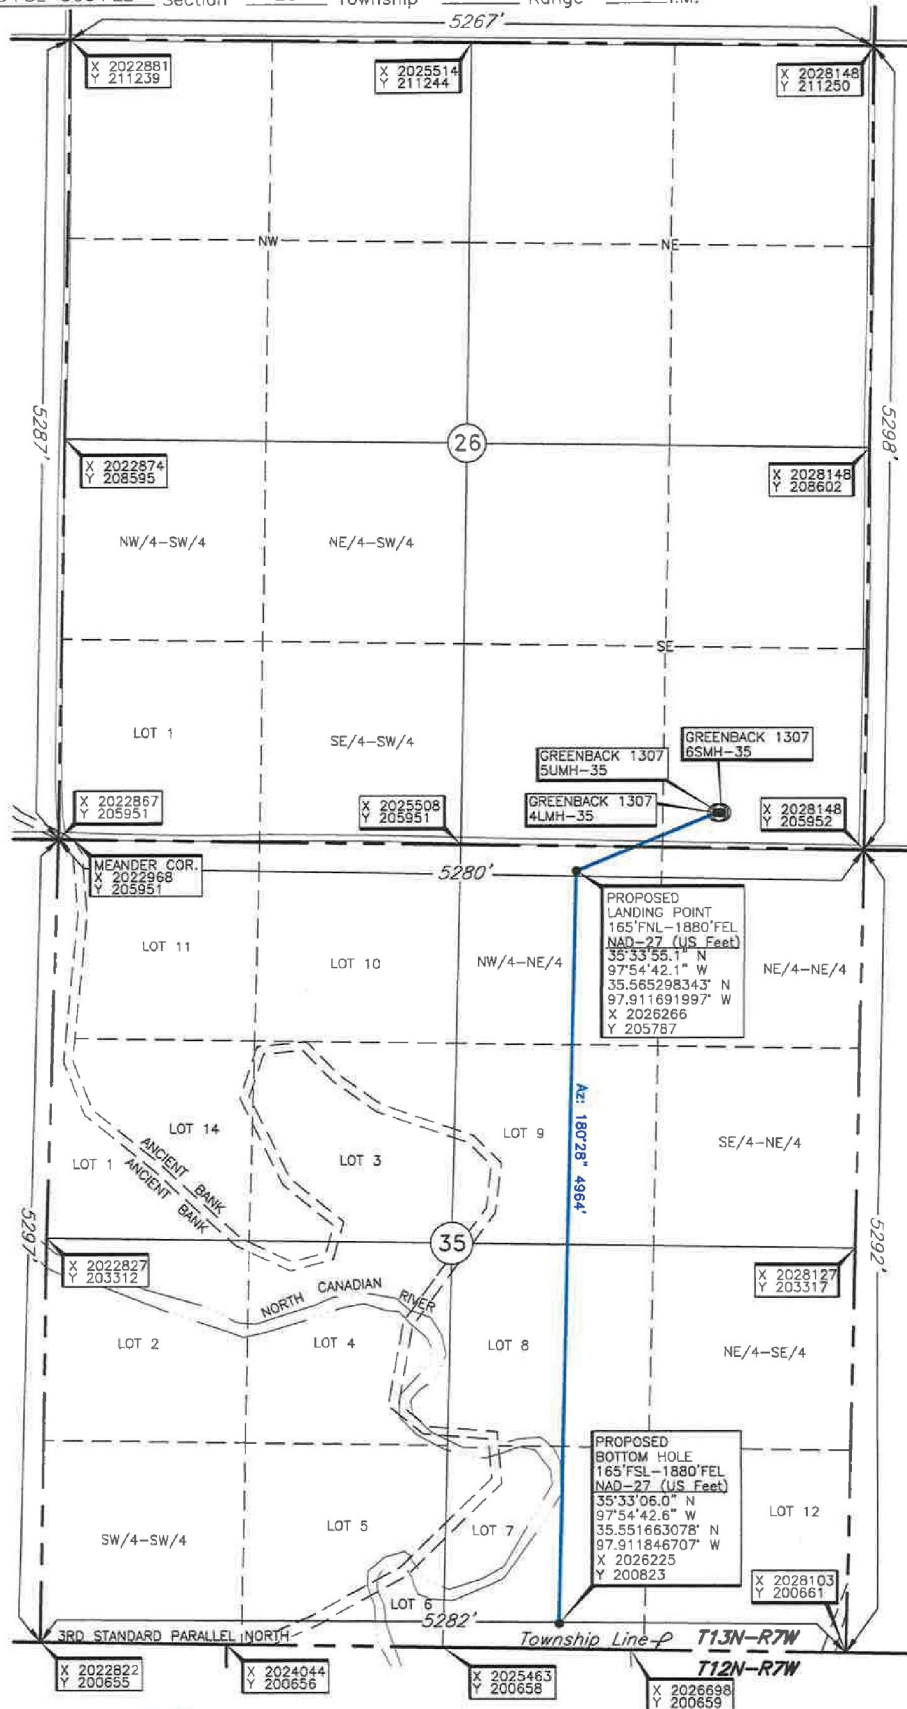 Section
Township
Range
I.M.
5267'
X 2022881
Y 211239
X 2025514
Y 211244
X 2028148
Y 211250
NW
NE
5287'
26
5298'
X 2022874
Y 208595
X 2028148
Y 208602
NW/4-SW/4
NE/4-SW/4
SE
LOT 1
SE/4-SW/4
GREENBACK 1307
6SMH-35
GREENBACK 1307
5UMH-35
GREENBACK 1307
4LMH-35
X 2022867
Y 205951
X 2025508
Y 205951
X 2028148
Y 205952
MEANDER COR.
X 2022968
Y 205951
5280'
PROPOSED
LANDING POINT
165'FNL-1880'FEL
NAD-27 (US Feet)
35°33'55.1" N
97°54'42.1" W
35.565298343° N
97.911691997° W
X 2026266
Y 205787
LOT 11
LOT 10
NW/4-NE/4
NE/4-NE/4
Az: 180°28" 4964'
LOT 14
LOT 9
SE/4-NE/4
LOT 1
LOT 3
ANCIENT BANK
ANCIENT BANK
5297'
35
5292'
X 2022827
Y 203312
X 2028127
Y 203317
NORTH CANADIAN RIVER
LOT 2
LOT 4
LOT 8
NE/4-SE/4
PROPOSED
BOTTOM HOLE
165'FSL-1880'FEL
NAD-27 (US Feet)
35°33'06.0" N
97°54'42.6" W
35.551663078° N
97.911846707° W
X 2026225
Y 200823
SW/4-SW/4
LOT 5
LOT 7
LOT 12
X 2028103
Y 200661
LOT 6
5282'
3RD STANDARD PARALLEL NORTH
Township Line
T13N-R7W
T12N-R7W
X 2022822
Y 200655
X 2024044
Y 200656
X 2025463
Y 200658
X 2026698
Y 200659